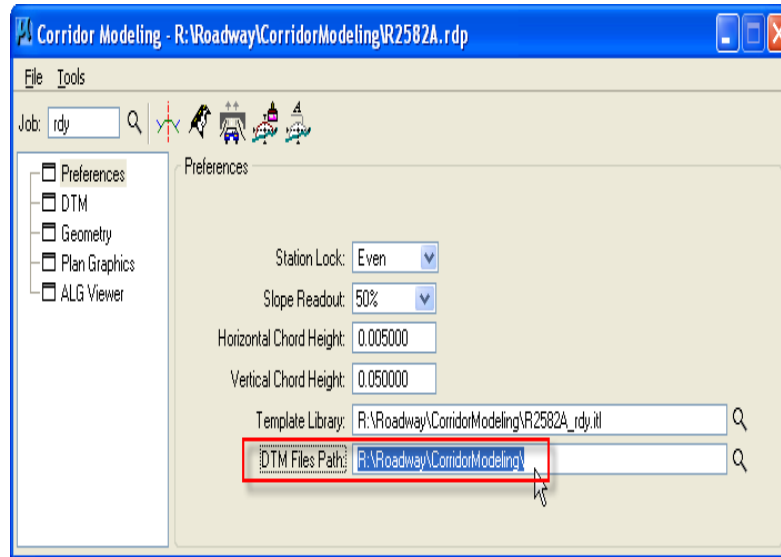 Corridor Modeling - R:\Roadway\CorridorModeling\R2582A.rdp
File Tools
Job: rdy
A
Preferences
DTM
Geometry
Plan Graphics
ALG Viewer
Preferences
Station Lock: Even
Slope Readout: 50%
Horizontal Chord Height: 0.005000
Vertical Chord Height: 0.050000
Template Library: R:\Roadway\CorridorModeling\R2582A_rdy.itl
DTM Files Path: R:\Roadway\CorridorModeling\